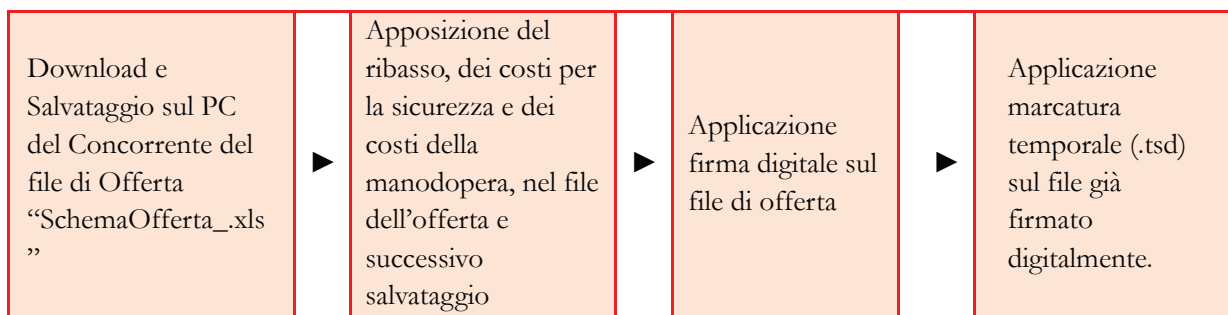 Download e
Salvataggio sul PC
del Concorrente del
file di Offerta
“SchemaOfferta_.xls
”
►
Apposizione del
ribasso, dei costi per
la sicurezza e dei
costi della
manodopera, nel file
dell’offerta e
successivo
salvataggio
►
Applicazione
firma digitale sul
file di offerta
►
Applicazione
marcatura
temporale (.tsd)
sul file già
firmato
digitalmente.